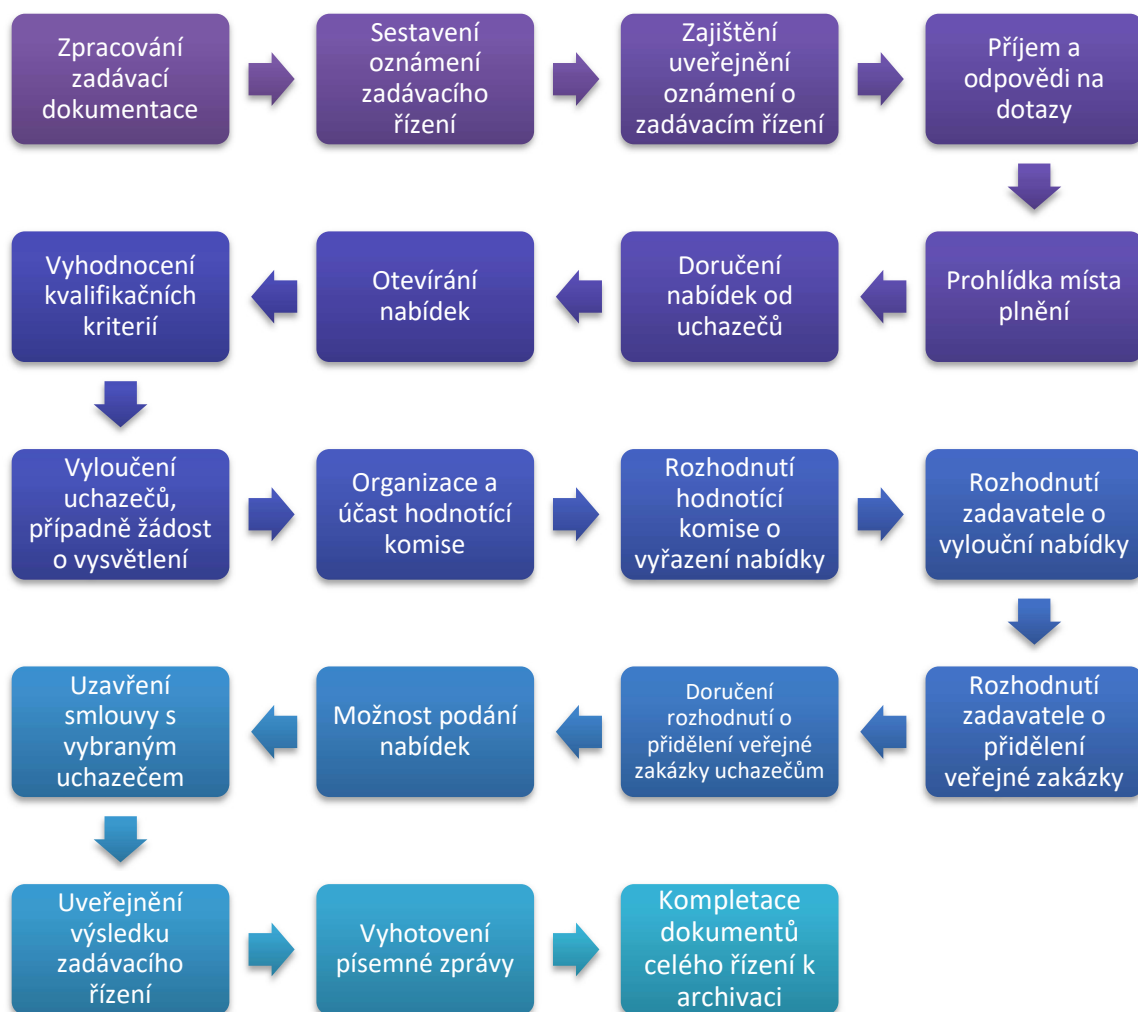 Zpracování
zadávací
dokumentace
Sestavení
oznámení
zadávacího
řízení
Zajištění
uveřejnění
oznámení o
zadávacím řízení
Příjem a
odpovědi na
dotazy
Prohlídka místa
plnění
Doručení
nabídek od
uchazečů
Otevírání
nabídek
Vyhodnocení
kvalifikačních
kriterií
Vyloučení
uchazečů,
případně žádost
o vysvětlení
Organizace a
účast hodnotící
komise
Rozhodnutí
hodnotící
komise o
vyřazení nabídky
Rozhodnutí
zadavatele o
vylouční nabídky
Rozhodnutí
zadavatele o
přidělení
veřejné zakázky
Doručení
rozhodnutí o
přidělení veřejné
zakázky uchazečům
Možnost podání
nabídek
Uzavření
smlouvy s
vybraným
uchazečem
Uveřejnění
výsledku
zadávacího
řízení
Vyhotovení
písemné zprávy
Kompletace
dokumentů
celého řízení k
archivaci